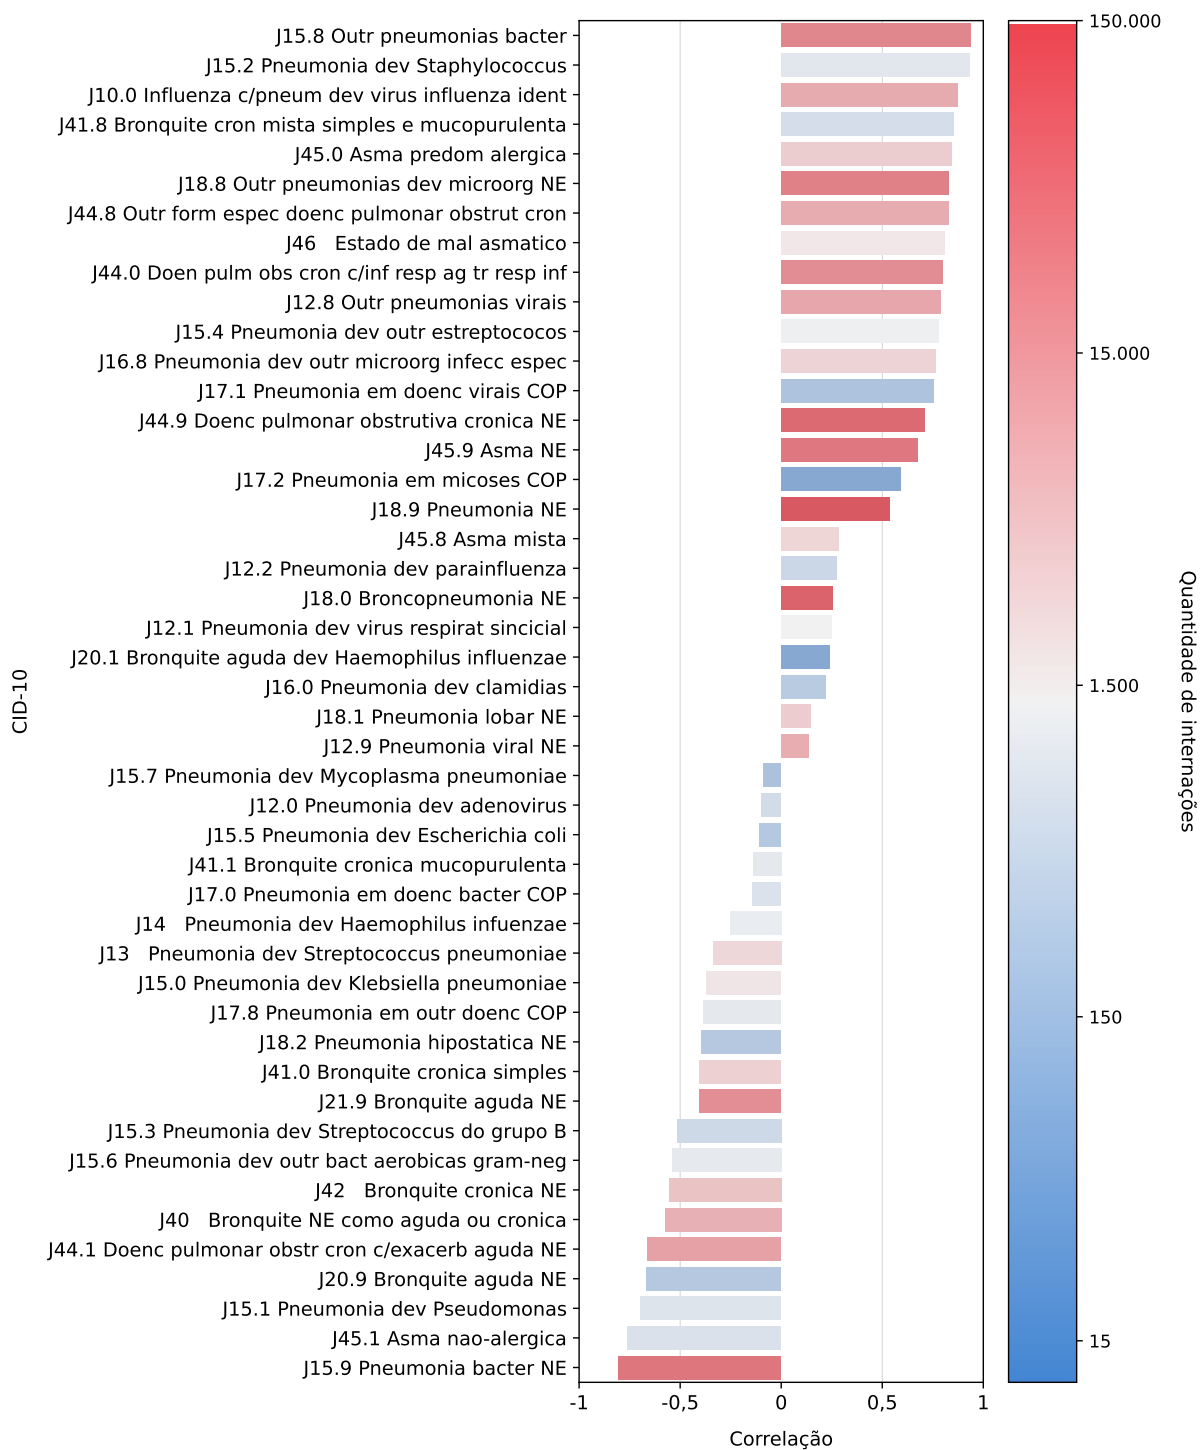 J15.8 Outr pneumonias bacter
J15.2 Pneumonia dev Staphylococcus
J10.0 Influenza c/pneum dev virus influenza ident
J41.8 Bronquite cron mista simples e mucopurulenta
J45.0 Asma predom alergica
J18.8 Outr pneumonias dev microorg NE
J44.8 Outr form espec doenc pulmonar obstrut cron
J46   Estado de mal asmatico
J44.0 Doen pulm obs cron c/inf resp ag tr resp inf
J12.8 Outr pneumonias virais
J15.4 Pneumonia dev outr estreptococos
J16.8 Pneumonia dev outr microorg infecc espec
J17.1 Pneumonia em doenc virais COP
J44.9 Doenc pulmonar obstrutiva cronica NE
J45.9 Asma NE
J17.2 Pneumonia em micoses COP
J18.9 Pneumonia NE
J45.8 Asma mista
J12.2 Pneumonia dev parainfluenza
J18.0 Broncopneumonia NE
J12.1 Pneumonia dev virus respirat sincicial
J20.1 Bronquite aguda dev Haemophilus influenzae
J16.0 Pneumonia dev clamidias
J18.1 Pneumonia lobar NE
J12.9 Pneumonia viral NE
J15.7 Pneumonia dev Mycoplasma pneumoniae
J12.0 Pneumonia dev adenovirus
J15.5 Pneumonia dev Escherichia coli
J41.1 Bronquite cronica mucopurulenta
J17.0 Pneumonia em doenc bacter COP
J14   Pneumonia dev Haemophilus infuenzae
J13   Pneumonia dev Streptococcus pneumoniae
J15.0 Pneumonia dev Klebsiella pneumoniae
J17.8 Pneumonia em outr doenc COP
J18.2 Pneumonia hipostatica NE
J41.0 Bronquite cronica simples
J21.9 Bronquite aguda NE
J15.3 Pneumonia dev Streptococcus do grupo B
J15.6 Pneumonia dev outr bact aerobicas gram-neg
J42   Bronquite cronica NE
J40   Bronquite NE como aguda ou cronica
J44.1 Doenc pulmonar obstr cron c/exacerb aguda NE
J20.9 Bronquite aguda NE
J15.1 Pneumonia dev Pseudomonas
J45.1 Asma nao-alergica
J15.9 Pneumonia bacter NE
CID-10
-1
-0,5
0
0,5
1
Correlação
150.000
15.000
1.500
150
15
Quantidade de internações